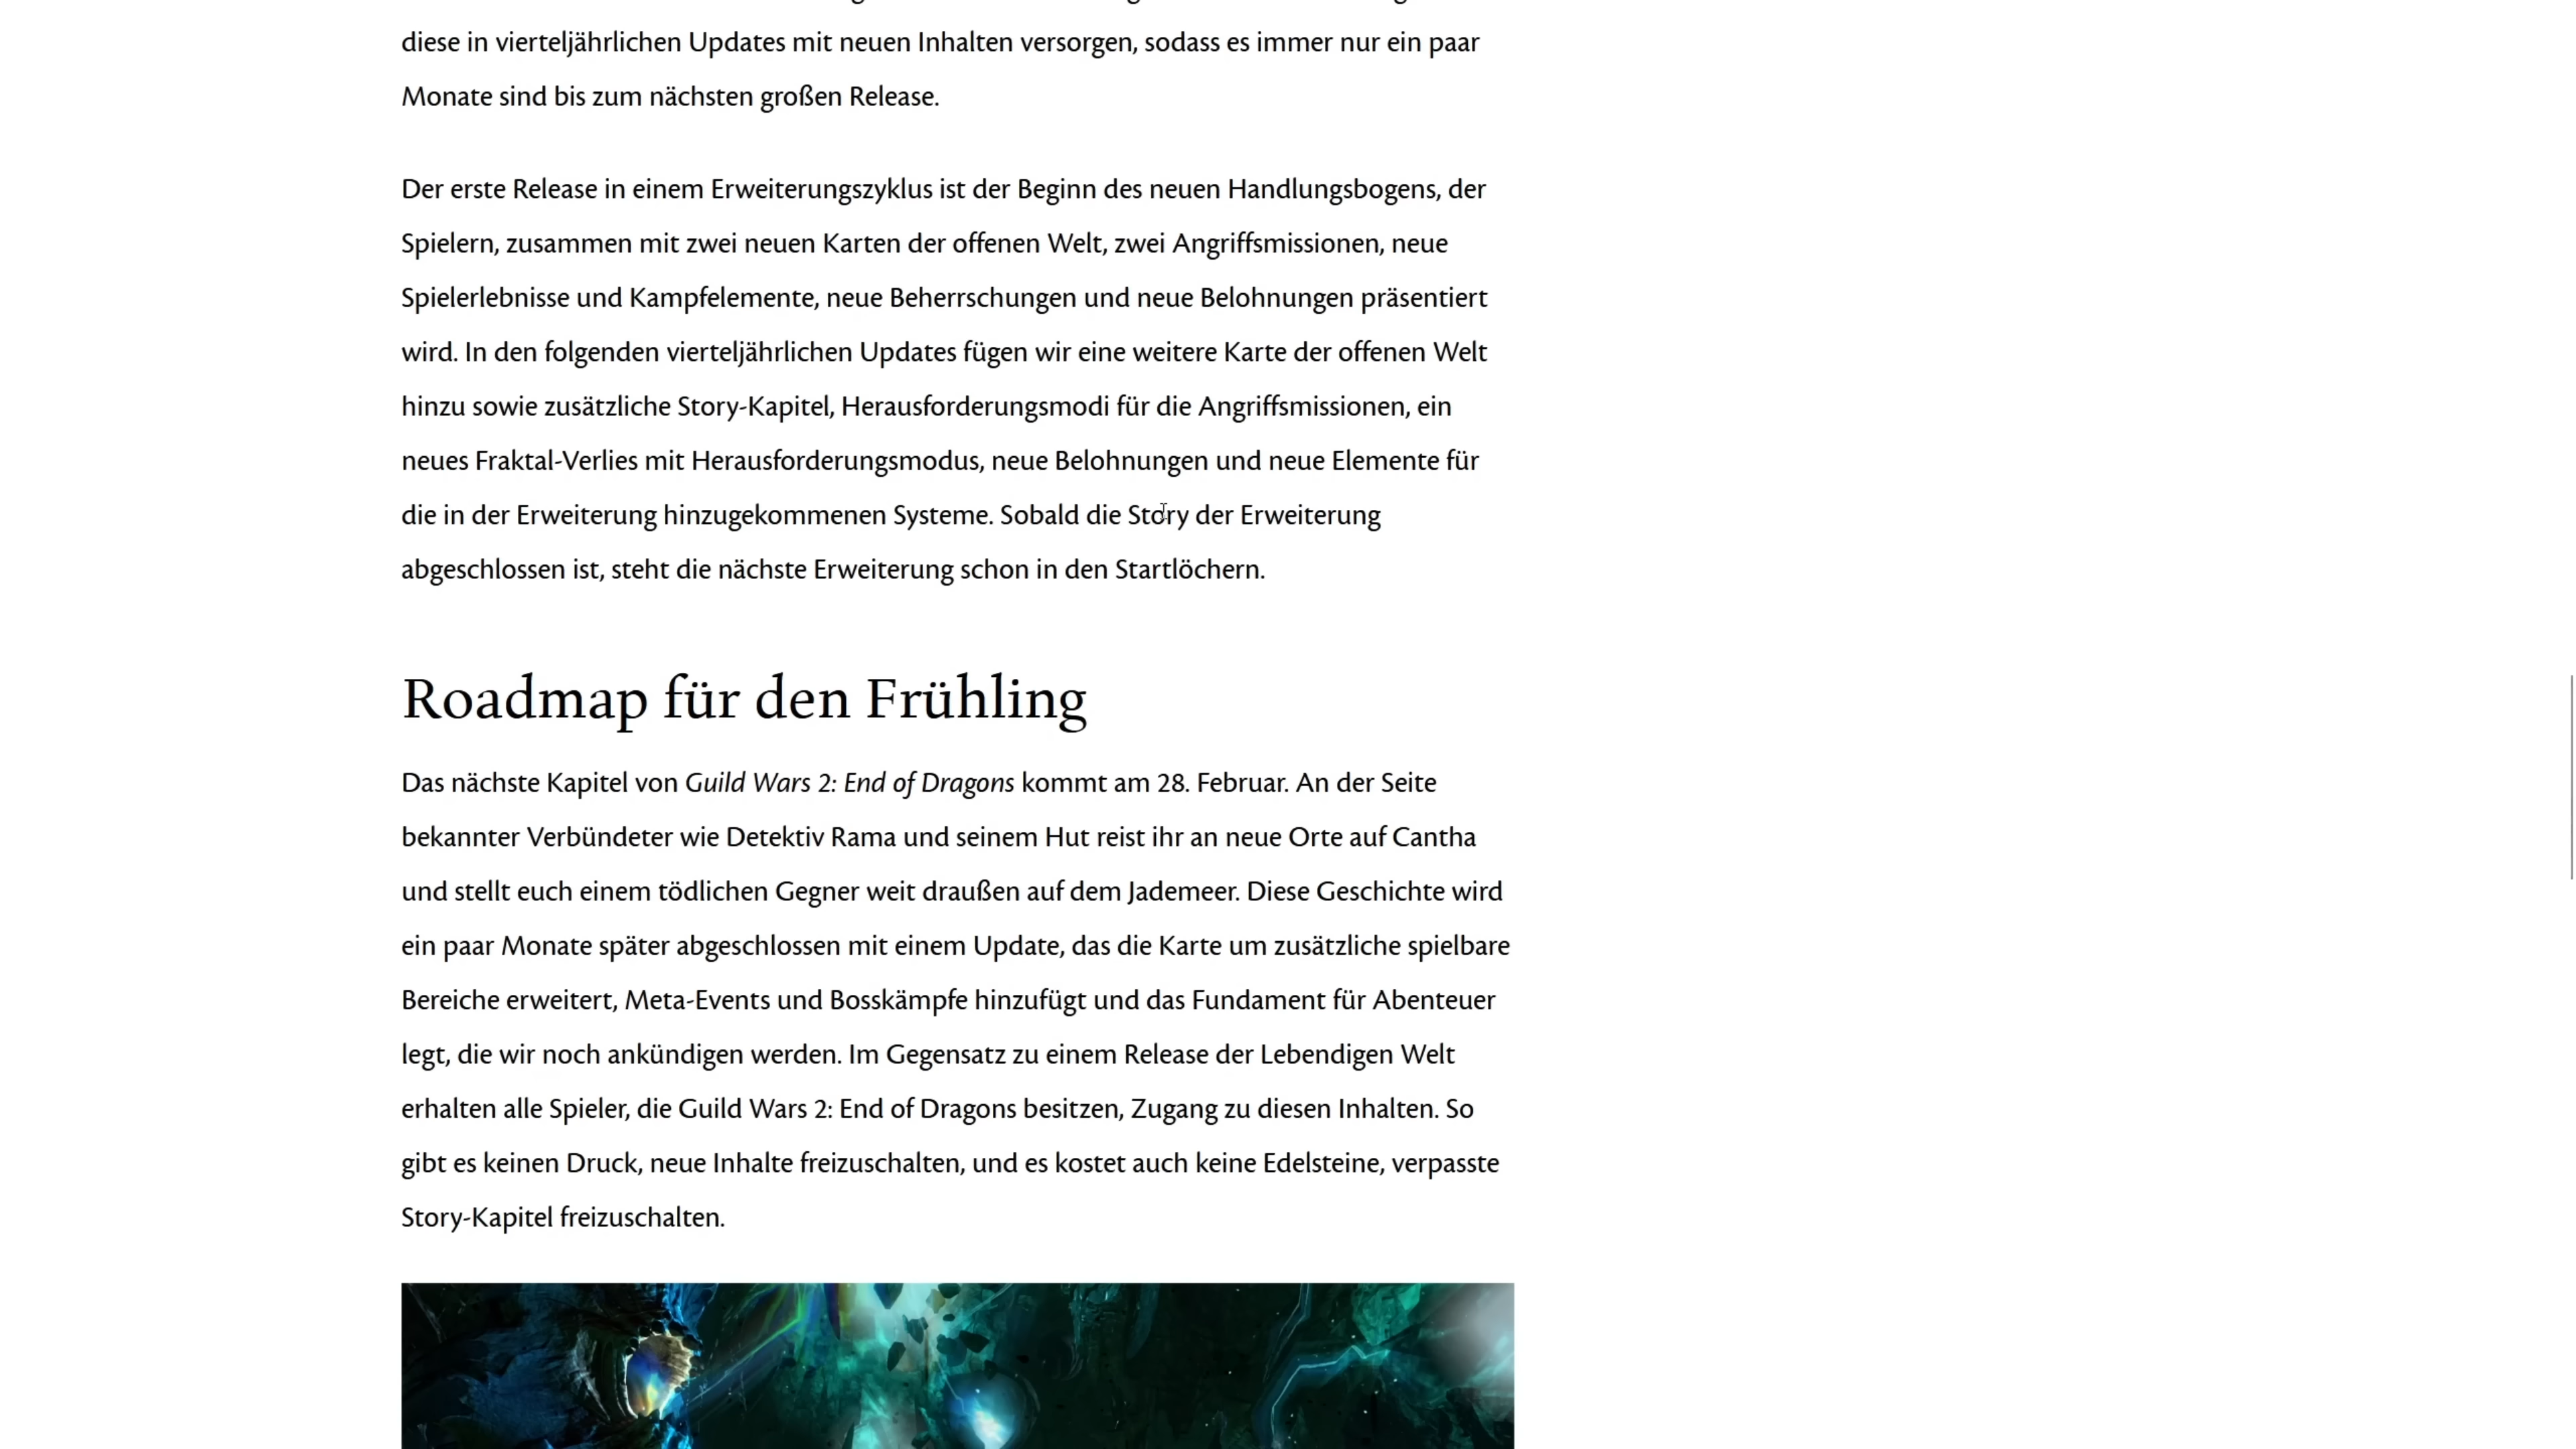 diese in vierteljährlichen Updates mit neuen Inhalten versorgen, sodass es immer nur ein paar
Monate sind bis zum nächsten großen Release.
Der erste Release in einem Erweiterungszyklus ist der Beginn des neuen Handlungsbogens, der
Spielern, zusammen mit zwei neuen Karten der offenen Welt, zwei Angriffsmissionen, neue
Spielerlebnisse und Kampfelemente, neue Beherrschungen und neue Belohnungen präsentiert
wird. In den folgenden vierteljährlichen Updates fügen wir eine weitere Karte der offenen Welt
hinzu sowie zusätzliche Story-Kapitel, Herausforderungsmodi für die Angriffsmissionen, ein
neues Fraktal-Verlies mit Herausforderungsmodus, neue Belohnungen und neue Elemente für
die in der Erweiterung hinzugekommenen Systeme. Sobald die Story der Erweiterung
abgeschlossen ist, steht die nächste Erweiterung schon in den Startlöchern.
Roadmap für den Frühling
Das nächste Kapitel von Guild Wars 2: End of Dragons kommt am 28. Februar. An der Seite
bekannter Verbündeter wie Detektiv Rama und seinem Hut reist ihr an neue Orte auf Cantha
und stellt euch einem tödlichen Gegner weit draußen auf dem Jademeer. Diese Geschichte wird
ein paar Monate später abgeschlossen mit einem Update, das die Karte um zusätzliche spielbare
Bereiche erweitert, Meta-Events und Bosskämpfe hinzufügt und das Fundament für Abenteuer
legt, die wir noch ankündigen werden. Im Gegensatz zu einem Release der Lebendigen Welt
erhalten alle Spieler, die Guild Wars 2: End of Dragons besitzen, Zugang zu diesen Inhalten. So
gibt es keinen Druck, neue Inhalte freizuschalten, und es kostet auch keine Edelsteine, verpasste
Story-Kapitel freizuschalten.